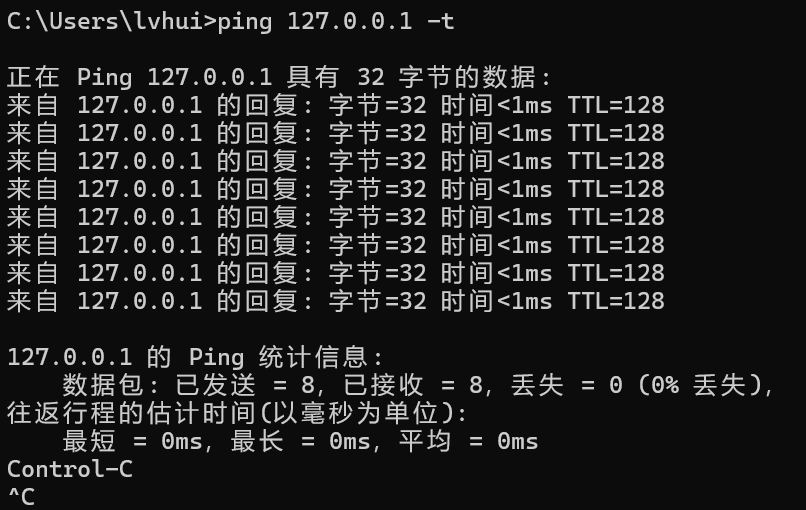 C:\Users\lvhui>ping 127.0.0.1 -t
正在 Ping 127.0.0.1 具有 32 字节的数据:
来自 127.0.0.1 的回复: 字节=32 时间<1ms TTL=128
来自 127.0.0.1 的回复: 字节=32 时间<1ms TTL=128
来自 127.0.0.1 的回复: 字节=32 时间<1ms TTL=128
来自 127.0.0.1 的回复: 字节=32 时间<1ms TTL=128
来自 127.0.0.1 的回复: 字节=32 时间<1ms TTL=128
来自 127.0.0.1 的回复: 字节=32 时间<1ms TTL=128
来自 127.0.0.1 的回复: 字节=32 时间<1ms TTL=128
来自 127.0.0.1 的回复: 字节=32 时间<1ms TTL=128
127.0.0.1 的 Ping 统计信息:
数据包: 已发送 = 8, 已接收 = 8, 丢失 = 0 (0% 丢失),
往返行程的估计时间(以毫秒为单位):
最短 = 0ms, 最长 = 0ms, 平均 = 0ms
Control-C
^C